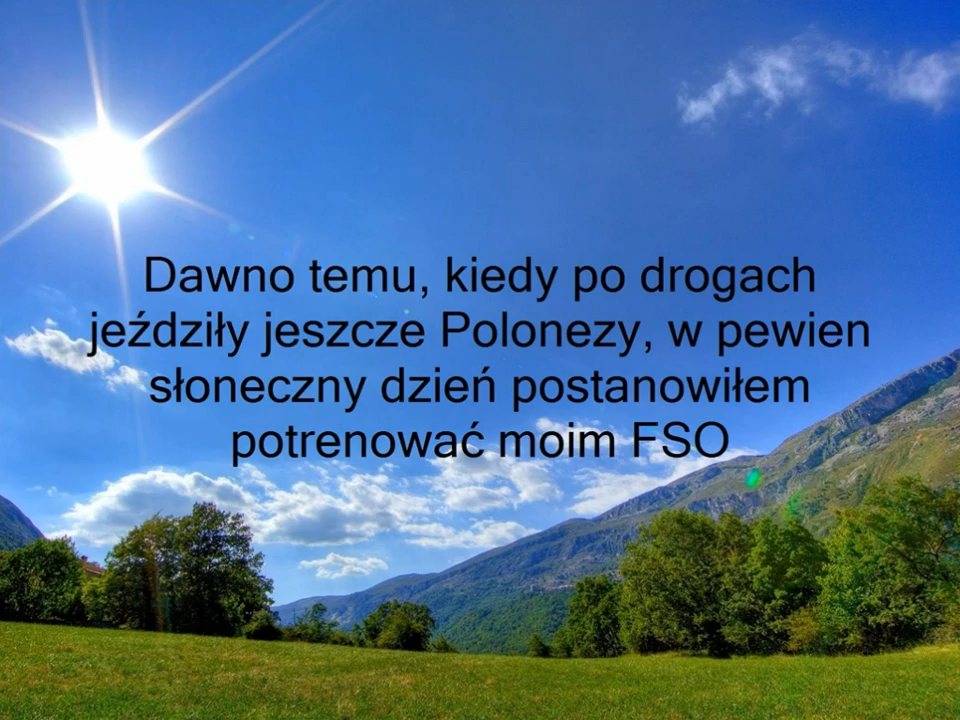 Dawno temu, kiedy po drogach
jeździły jeszcze Polonezy, w pewien
słoneczny dzień postanowiłem
potrenować moim FSO